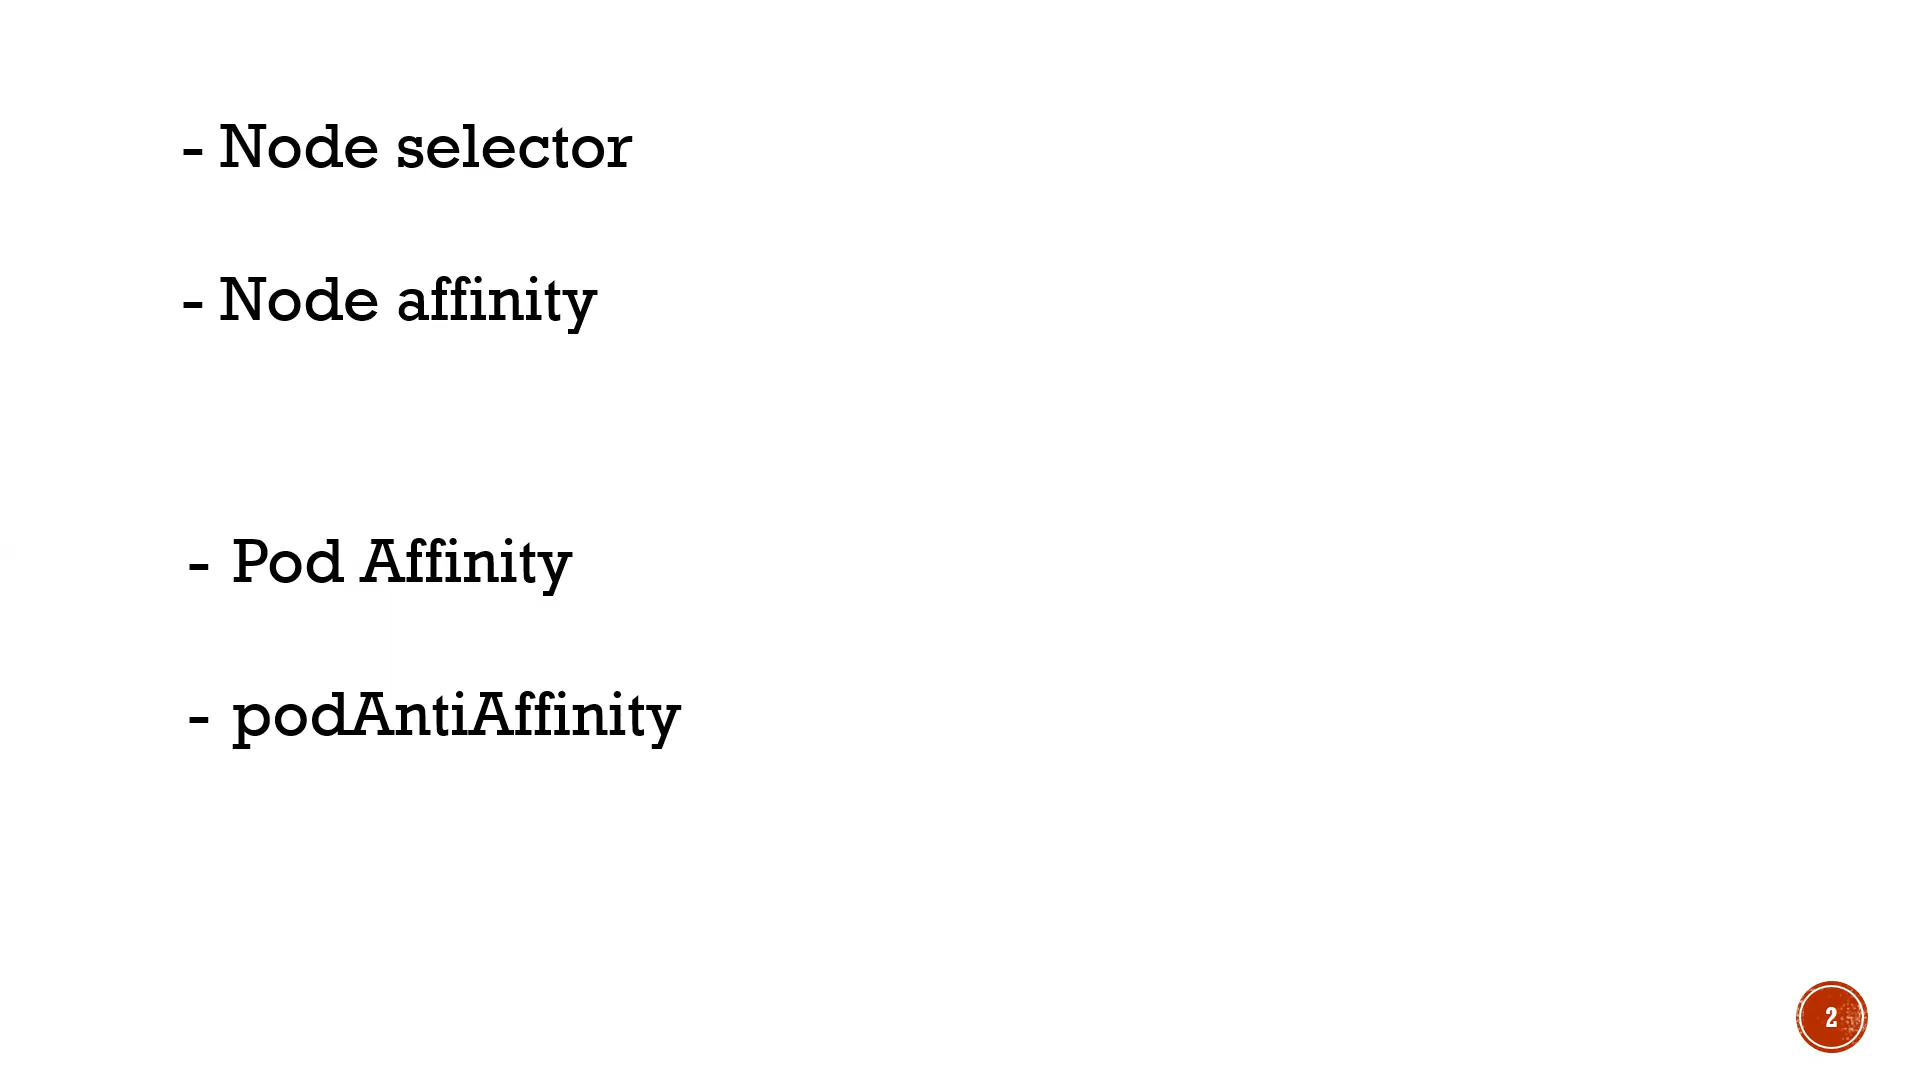 - Node selector
- Node affinity
- Pod Affinity
- podAntiAffinity
2